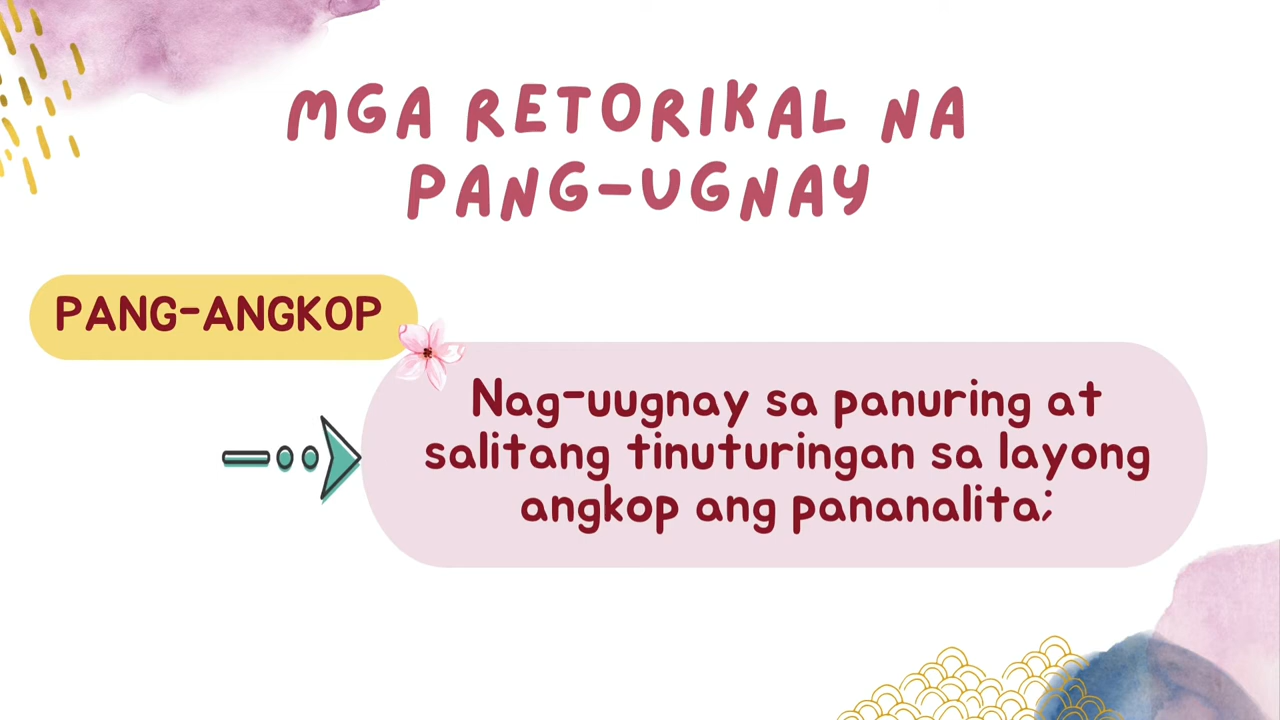 MGA RETORIKAL NA
PANG-UGNAY
PANG-ANGKOP
Nag-uugnay sa panuring at
salitang tinuturingan sa layong
angkop ang pananalita;